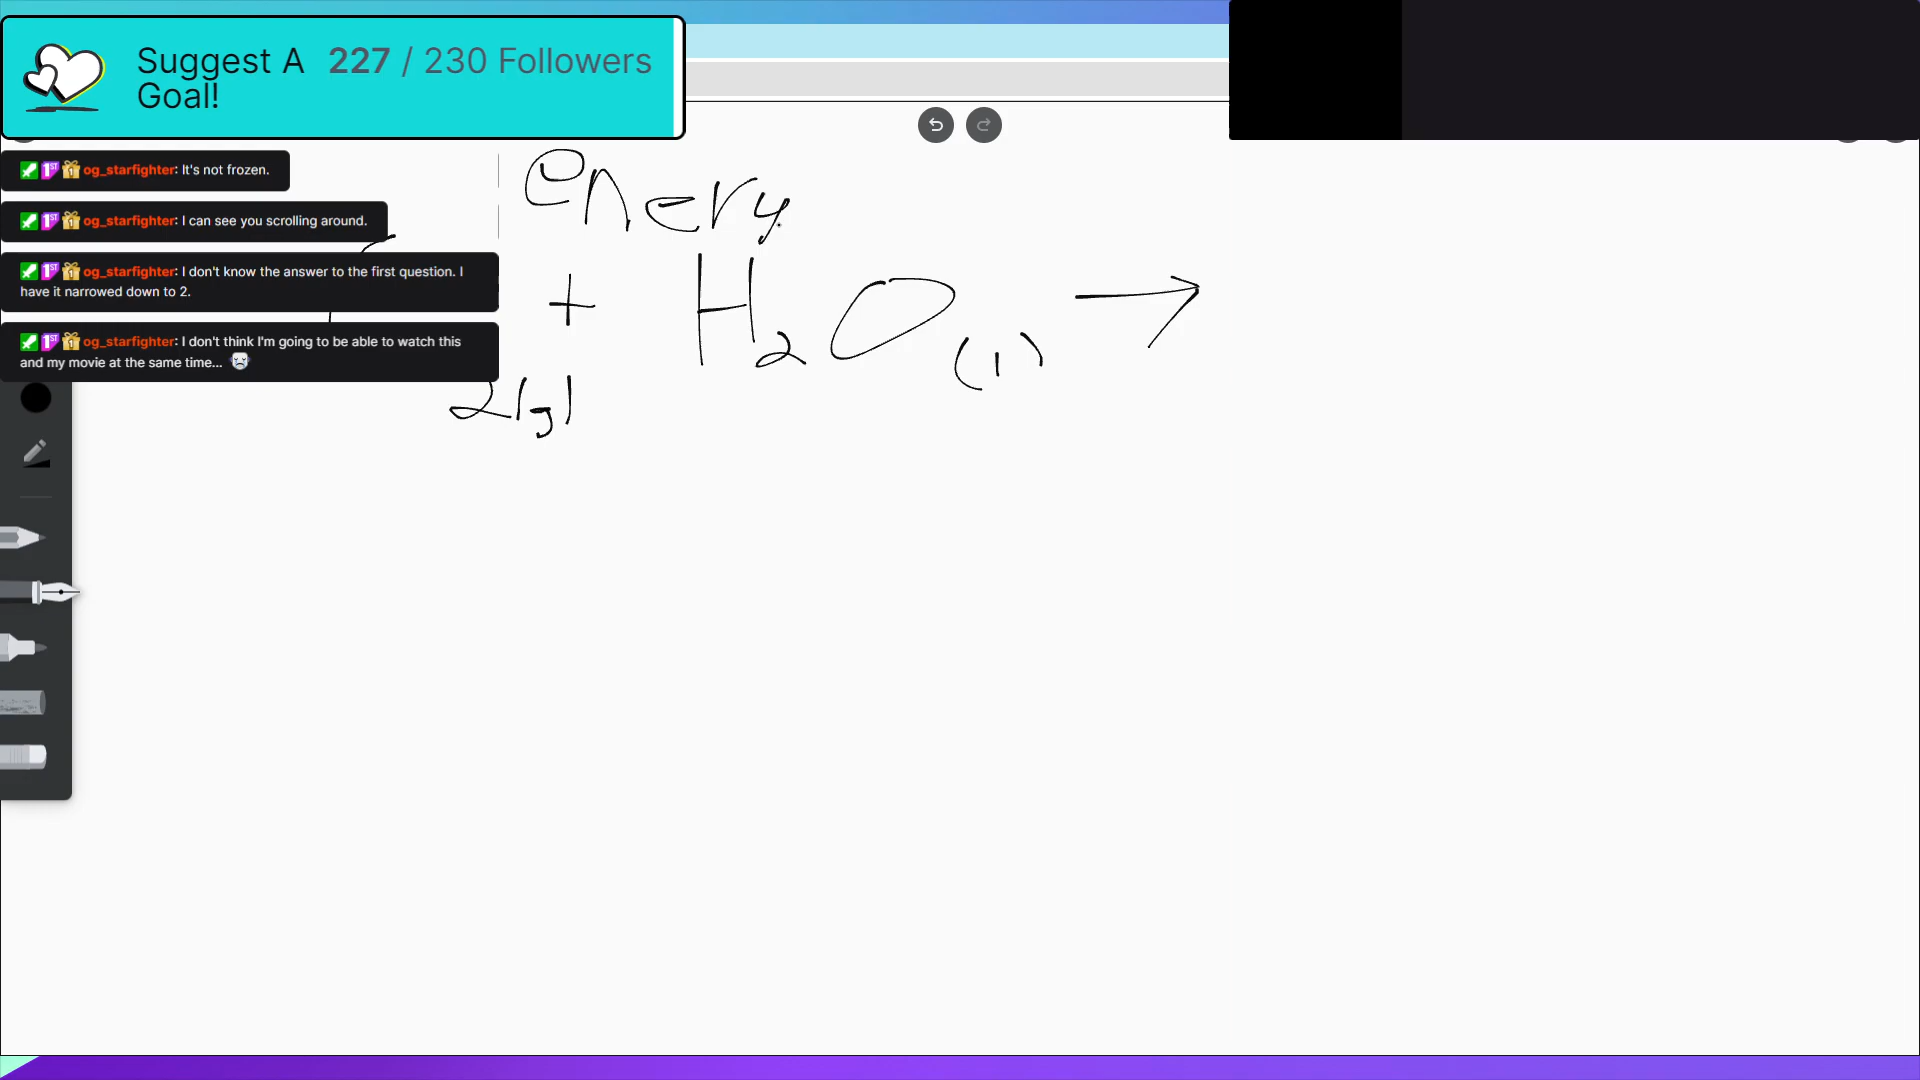 Suggest A Goal!
227 / 230 Followers
og_starfighter: It's not frozen.
og_starfighter: I can see you scrolling around.
og_starfighter: I don't know the answer to the first question. I
have it narrowed down to 2.
og_starfighter: I don't think I'm going to be able to watch this
and my movie at the same time...
enery
+ H2O(l) →
2(g)